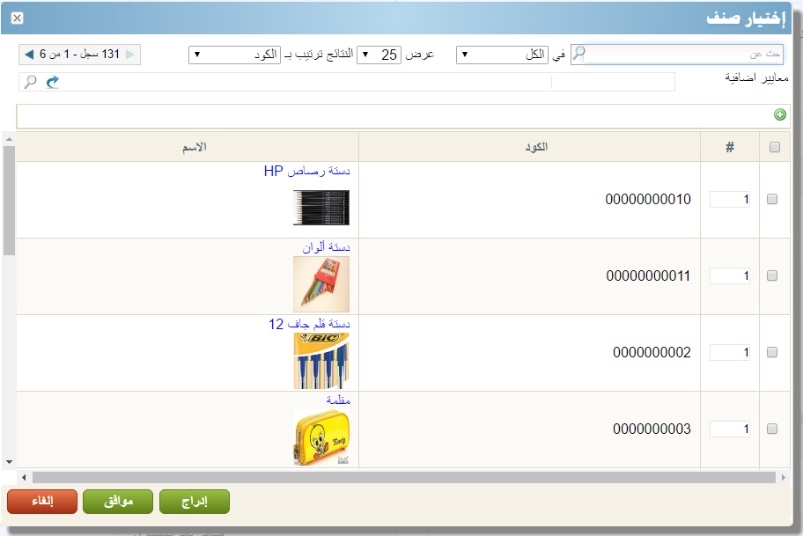 إختيار صنف
حث عن في الكل عرض 25 النتائج ترتيب بـ الكود 131 سجل - 1 من 6
معايير اضافية
# الكود الاسم
1 00000000010 دستة رصاص HP
1 00000000011 دستة ألوان
1 0000000002 دستة قلم جاف 12
BIC
1 0000000003 مقلمة
إدراج موافق إلغاء